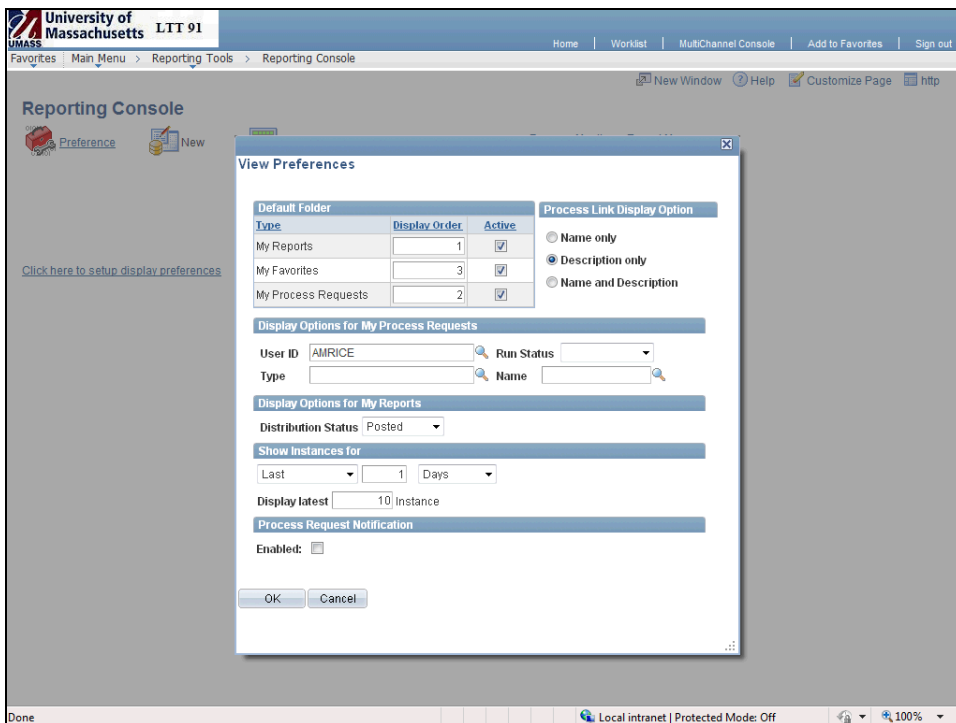 University of
Massachusetts LTT 91
UMASS
Home | Worklist | MultiChannel Console | Add to Favorites | Sign out
Favorites Main Menu > Reporting Tools > Reporting Console
New Window Help Customize Page http
Reporting Console
Preference New
View Preferences
Default Folder
Type Display Order Active
My Reports 1
My Favorites 3
My Process Requests 2
Process Link Display Option
Name only
Description only
Name and Description
Click here to setup display preferences
Display Options for My Process Requests
User ID AMRICE Run Status
Type Name
Display Options for My Reports
Distribution Status Posted
Show Instances for
Last 1 Days
Display latest 10 Instance
Process Request Notification
Enabled:
OK Cancel
Done Local intranet | Protected Mode: Off 100%